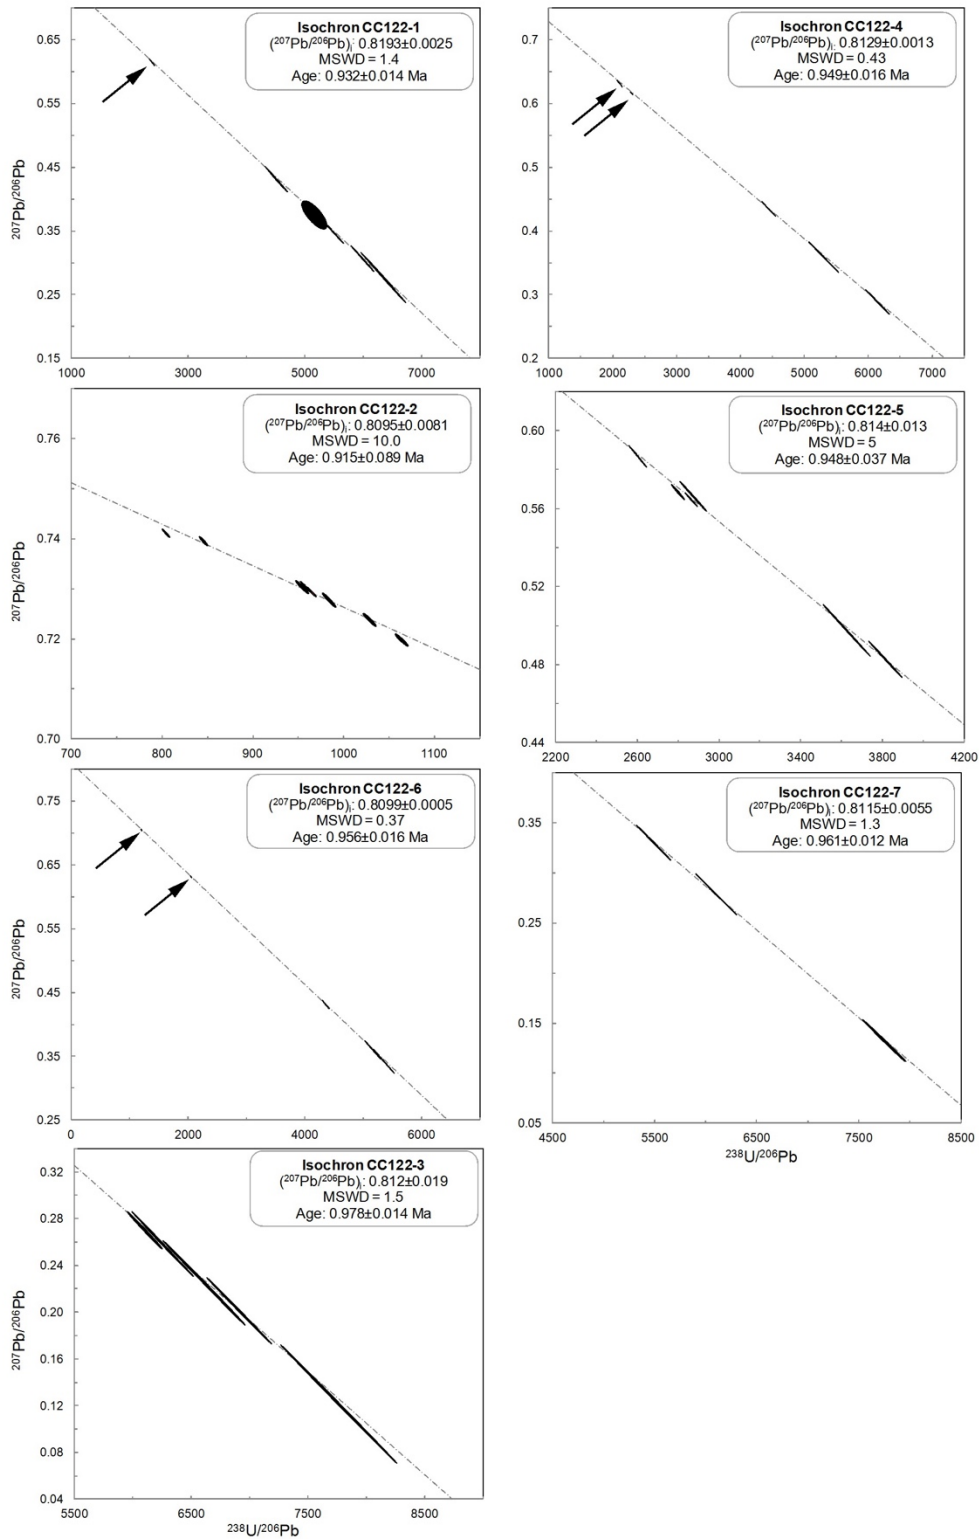 Isochron CC122-1
(²⁰⁷Pb/²⁰⁶Pb)ᵢ: 0.8193±0.0025
MSWD = 1.4
Age: 0.932±0.014 Ma
0.65
0.55
0.45
0.35
0.25
0.15
²⁰⁷Pb/²⁰⁶Pb
1000 3000 5000 7000
Isochron CC122-4
(²⁰⁷Pb/²⁰⁶Pb)ᵢ: 0.8129±0.0013
MSWD = 0.43
Age: 0.949±0.016 Ma
0.7
0.6
0.5
0.4
0.3
0.2
1000 2000 3000 4000 5000 6000 7000
Isochron CC122-2
(²⁰⁷Pb/²⁰⁶Pb)ᵢ: 0.8095±0.0081
MSWD = 10.0
Age: 0.915±0.089 Ma
0.76
0.74
0.72
0.70
²⁰⁷Pb/²⁰⁶Pb
700 800 900 1000 1100
Isochron CC122-5
(²⁰⁷Pb/²⁰⁶Pb)ᵢ: 0.814±0.013
MSWD = 5
Age: 0.948±0.037 Ma
0.60
0.56
0.52
0.48
0.44
2200 2600 3000 3400 3800 4200
Isochron CC122-6
(²⁰⁷Pb/²⁰⁶Pb)ᵢ: 0.8099±0.0005
MSWD = 0.37
Age: 0.956±0.016 Ma
0.75
0.65
0.55
0.45
0.35
0.25
²⁰⁷Pb/²⁰⁶Pb
0 2000 4000 6000
Isochron CC122-7
(²⁰⁷Pb/²⁰⁶Pb)ᵢ: 0.8115±0.0055
MSWD = 1.3
Age: 0.961±0.012 Ma
0.35
0.25
0.15
0.05
4500 5500 6500 7500 8500
²³⁸U/²⁰⁶Pb
Isochron CC122-3
(²⁰⁷Pb/²⁰⁶Pb)ᵢ: 0.812±0.019
MSWD = 1.5
Age: 0.978±0.014 Ma
0.32
0.28
0.24
0.20
0.16
0.12
0.08
0.04
²⁰⁷Pb/²⁰⁶Pb
5500 6500 7500 8500
²³⁸U/²⁰⁶Pb